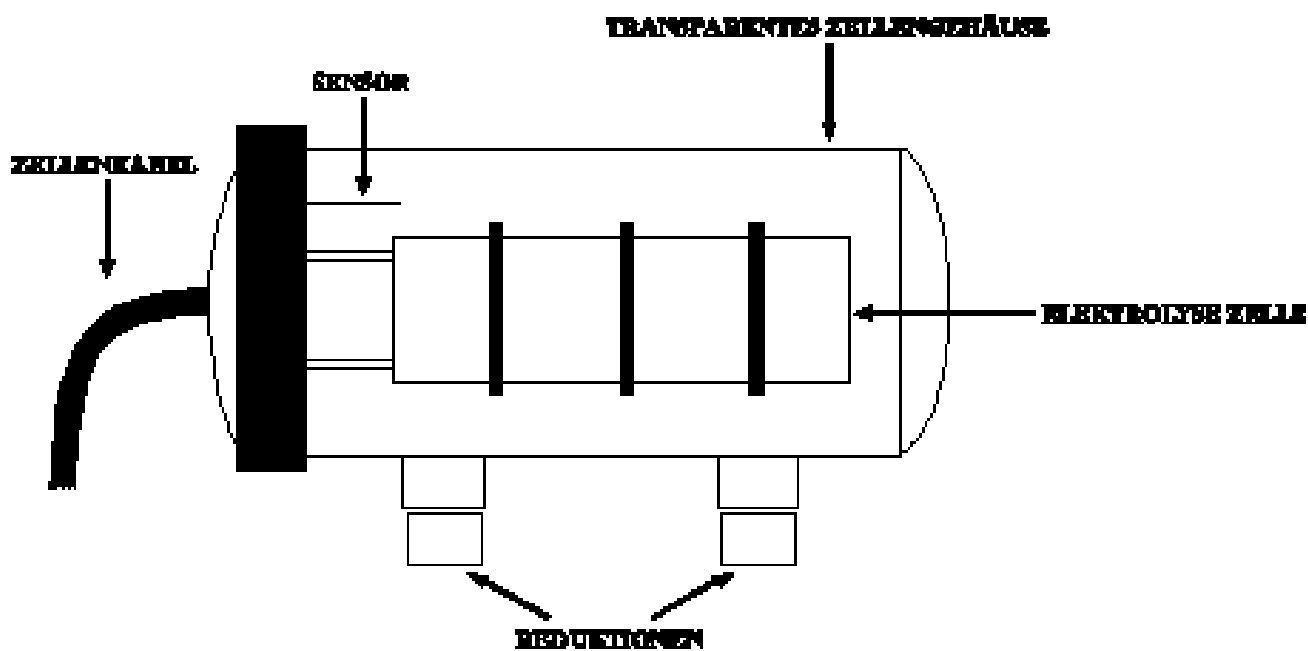 TRANSPARENTES ZELLENGEHÄUSE
SENSOR
ZELLENKABEL
ELEKTROLYSE ZELLE
REDUKTIONEN